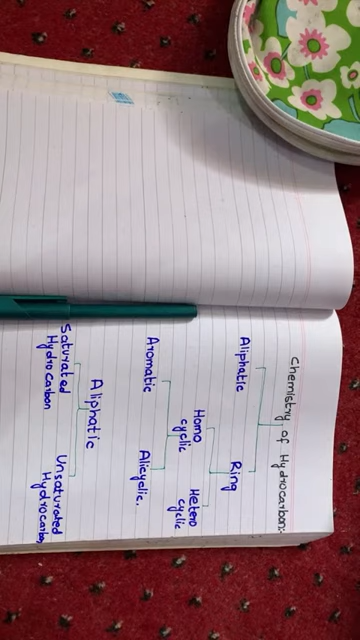 Chemistry of Hydrocarbon:-
Aliphatic Ring
Homo cyclic Hetero cyclic
Aromatic Alicyclic.
Aliphatic
Saturated Unsaturated
Hydrocarbon Hydrocarbon